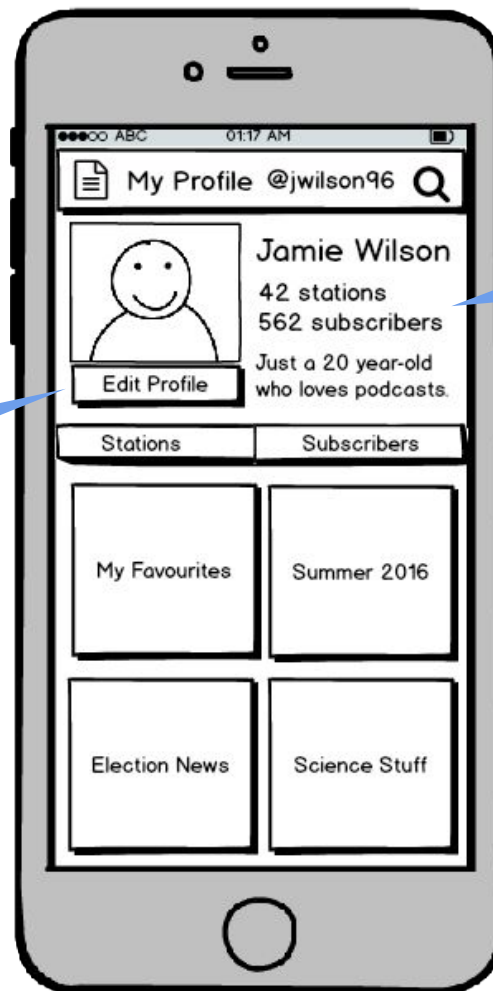 ABC 01:17 AM
My Profile @jwilson96
Jamie Wilson
42 stations
562 subscribers
Just a 20 year-old
who loves podcasts.
Edit Profile
Stations Subscribers
My Favourites Summer 2016
Election News Science Stuff